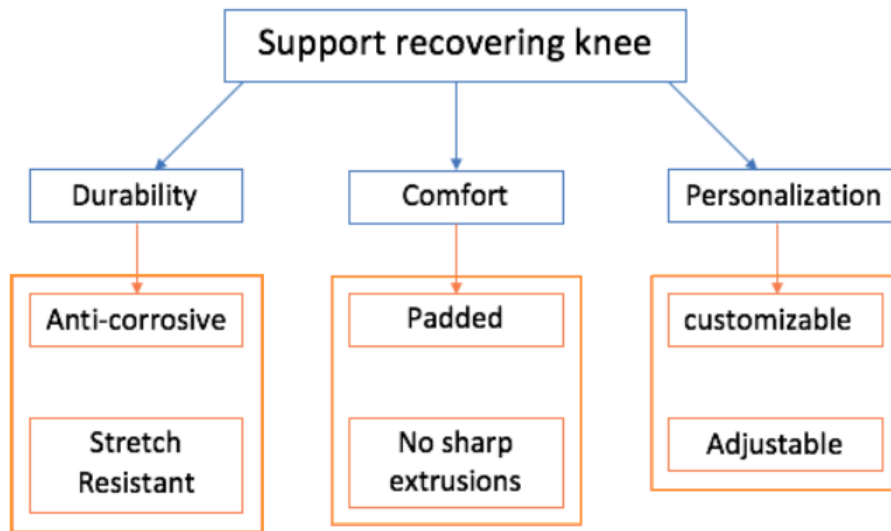 Support recovering knee
Durability
Comfort
Personalization
Anti-corrosive
Padded
customizable
Stretch
Resistant
No sharp
extrusions
Adjustable